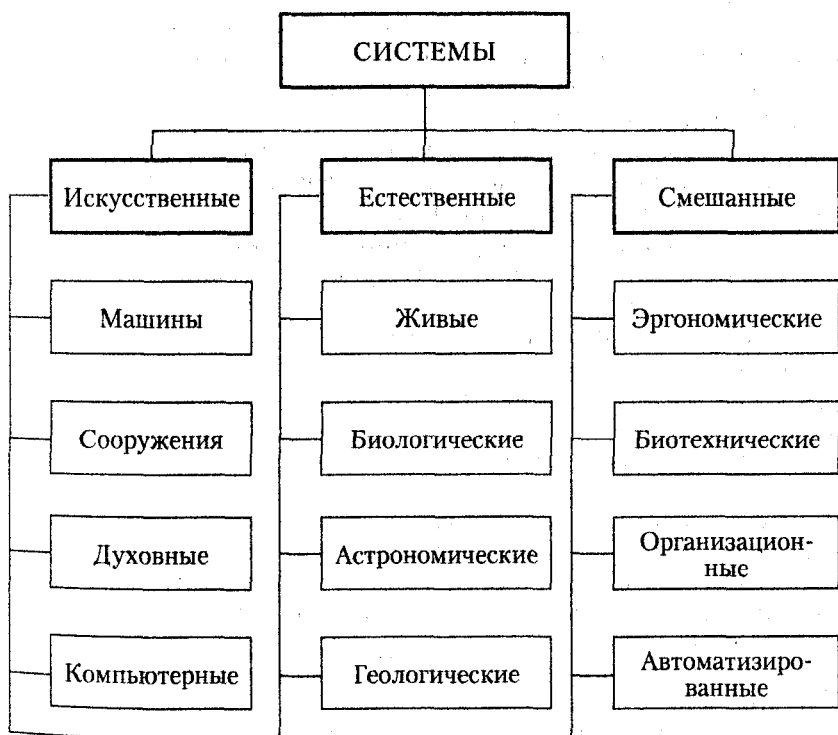 СИСТЕМЫ
Искусственные
Естественные
Смешанные
Машины
Живые
Эргономические
Сооружения
Биологические
Биотехнические
Духовные
Астрономические
Организацион-
ные
Компьютерные
Геологические
Автоматизиро-
ванные